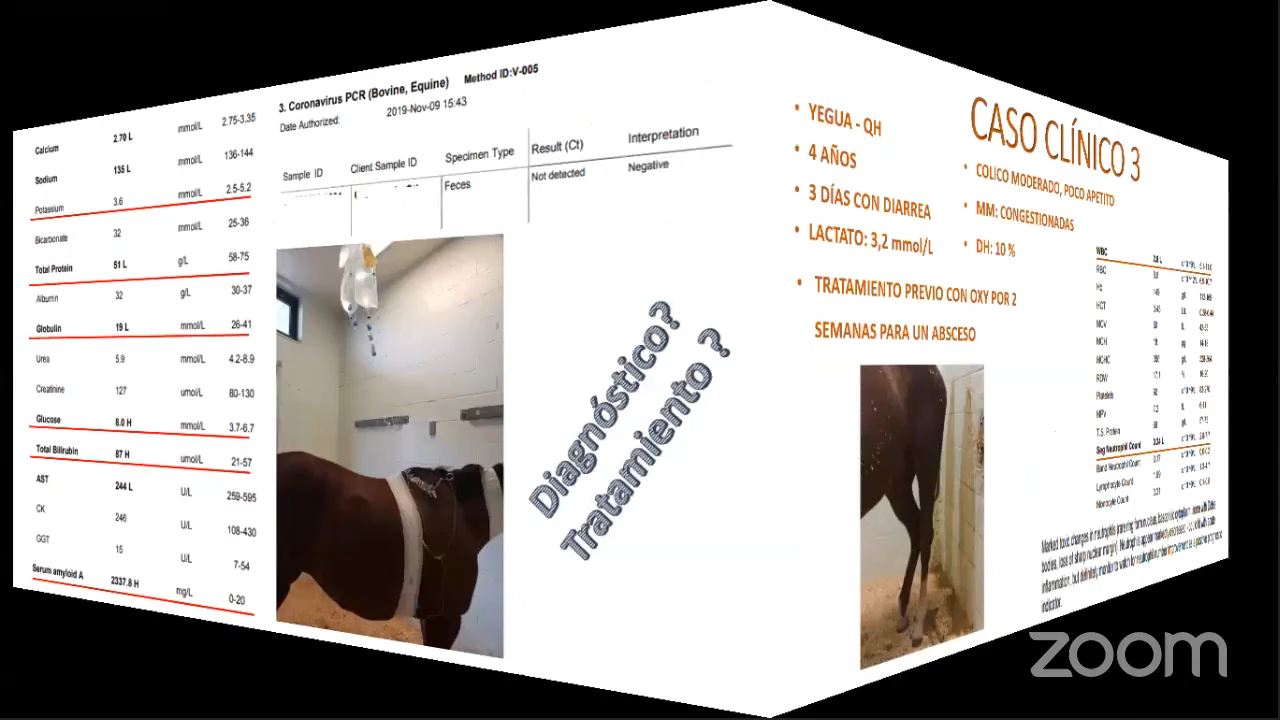 Calcium 2.70 L mmol/L 2.75-3.35
Sodium 135 L mmol/L 136-144
Potassium 3.6 mmol/L 2.5-5.2
Bicarbonate 32 mmol/L 25-36
Total Protein 51 L g/L 58-75
Albumin 32 g/L 30-37
Globulin 19 L mmol/L 26-41
Urea 5.9 mmol/L 4.2-8.9
Creatinine 127 umol/L 80-130
Glucose 8.0 H mmol/L 3.7-6.7
Total Bilirubin 87 H umol/L 21-57
AST 244 L U/L 259-595
CK 246 U/L 108-430
GGT 15 U/L 7-54
Serum amyloid A 2337.8 H mg/L 0-20
3. Coronavirus PCR (Bovine, Equine) Method ID:V-005
Date Authorized: 2019-Nov-09 15:43
Sample ID Client Sample ID Specimen Type Result (Ct) Interpretation
Feces Not detected Negative
Diagnóstico?
Tratamiento ?
CASO CLÍNICO 3
• YEGUA - QH
• 4 AÑOS
• 3 DÍAS CON DIARREA
• LACTATO: 3,2 mmol/L
• TRATAMIENTO PREVIO CON OXY POR 2
SEMANAS PARA UN ABSCESO
• COLICO MODERADO, POCO APETITO
• MM: CONGESTIONADAS
• DH: 10 %
WBC
RBC
HCT
MCV
MCH
MCHC
RDW
Platelets
MPV
T.S. Protein
Seg Neutrophil Count
Band Neutrophil Count
Lymphocyte Count
Monocyte Count
indicator.
zoom